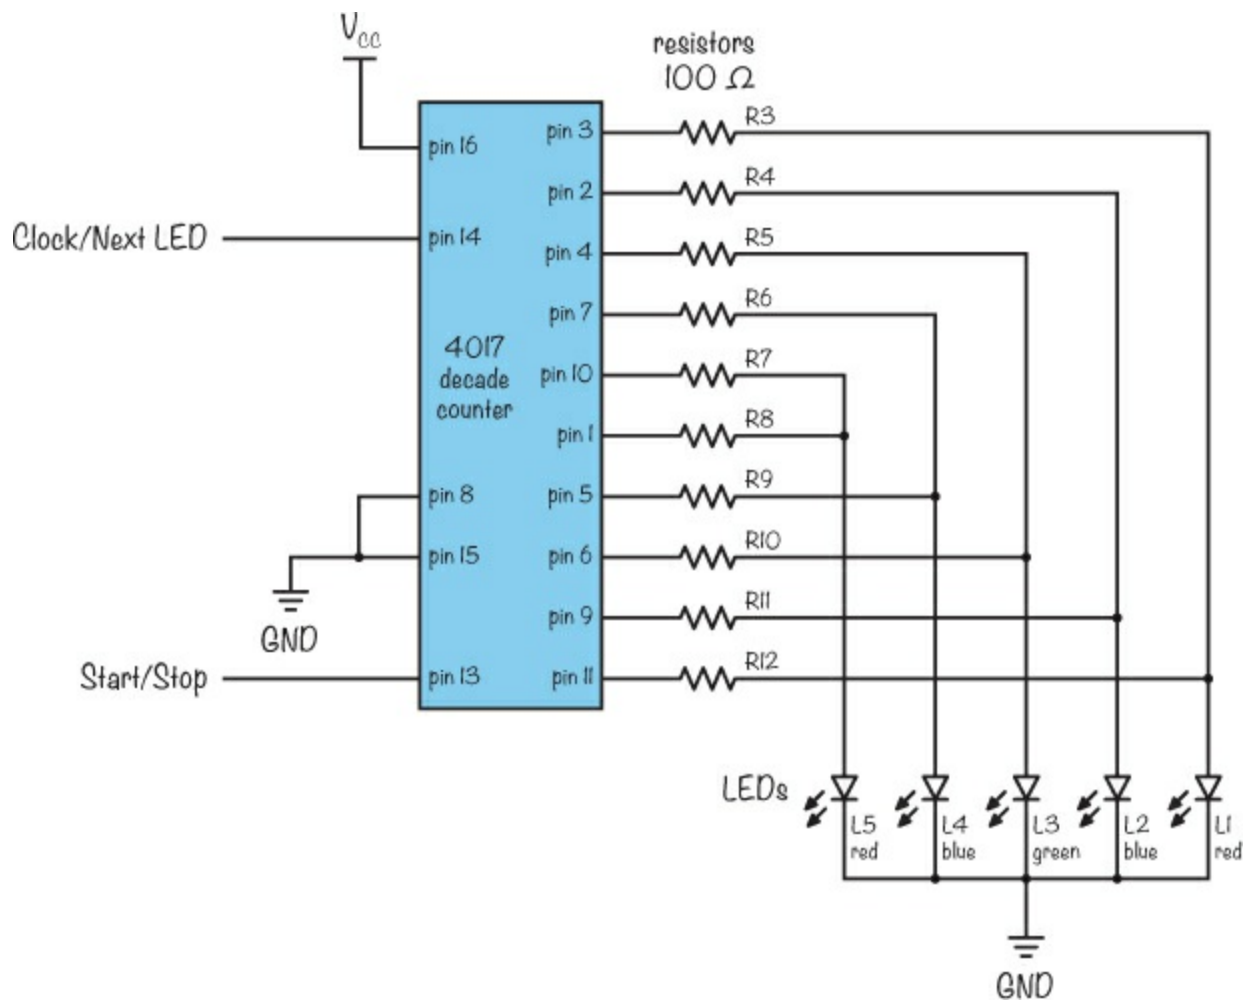 Vcc
resistors
100 Ω
R3
pin 3
pin 16
R4
pin 2
Clock/Next LED
pin 14
R5
pin 4
R6
pin 7
4017
decade
counter
R7
pin 10
R8
pin 1
pin 8
R9
pin 5
pin 15
R10
pin 6
GND
R11
pin 9
Start/Stop
pin 13
R12
pin 11
LEDs
L5
red
L4
blue
L3
green
L2
blue
L1
red
GND